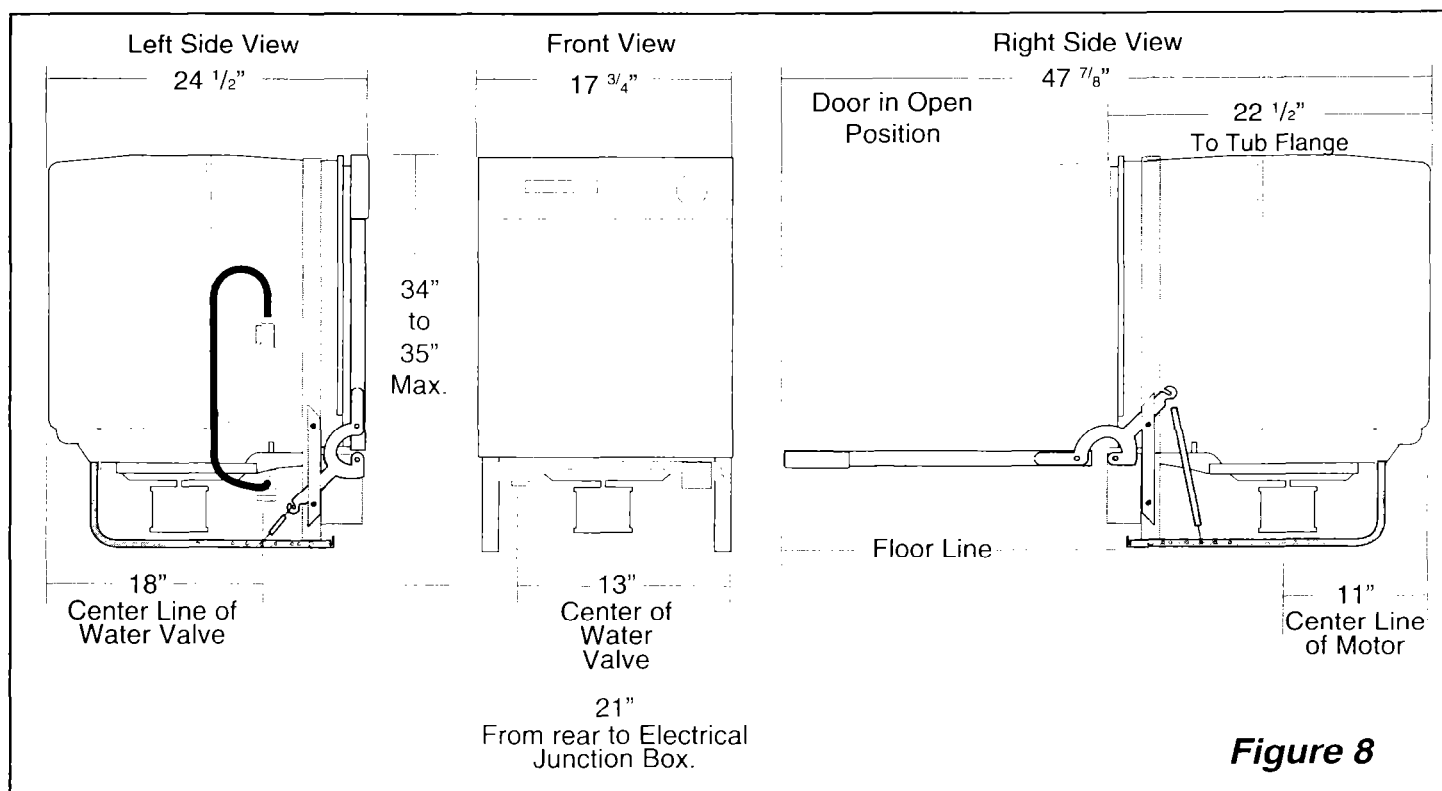 Left Side View
24 1/2"
Front View
17 3/4"
Right Side View
47 7/8"
Door in Open
Position
22 1/2"
To Tub Flange
34"
to
35"
Max.
Floor Line
18"
Center Line of
Water Valve
13"
Center of
Water
Valve
11"
Center Line
of Motor
21"
From rear to Electrical
Junction Box.
Figure 8